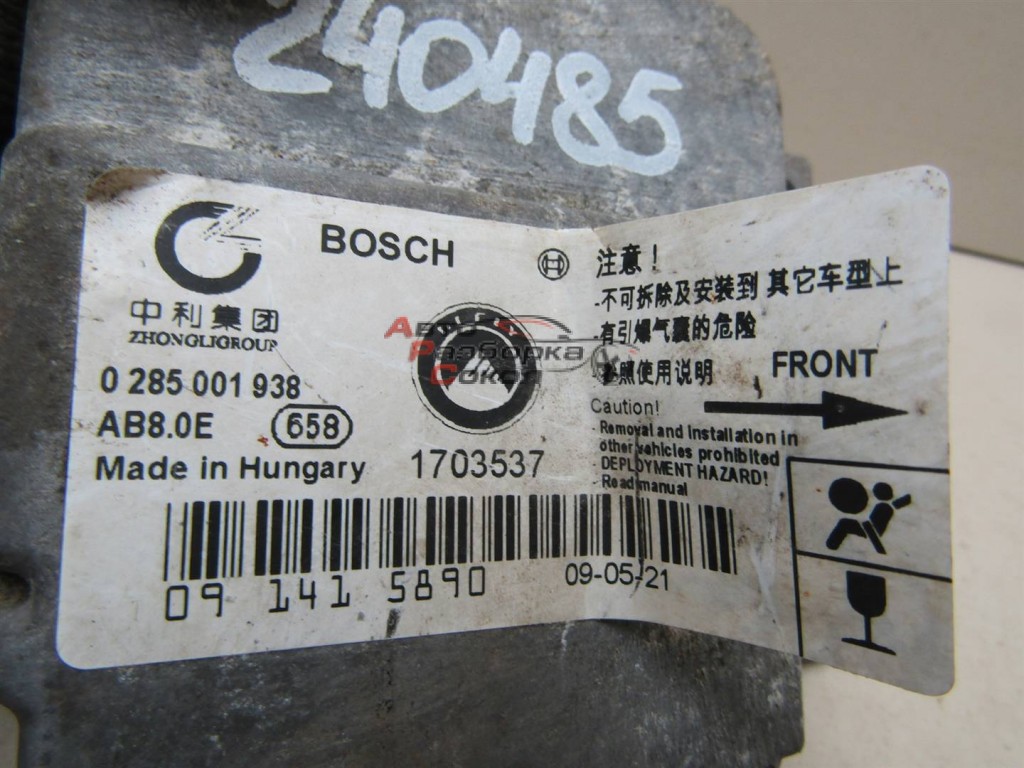 240485
BOSCH
中利集团
ZHONGLIGROUP
0 285 001 938
AB8.0E 658
Made in Hungary 1703537
09 141 5890
09-05-21
注意！
-不可拆除及安装到 其它车型上
-有引爆气囊的危险
照使用说明
FRONT
Caution!
- Removal and Installation in
other vehicles prohibited
- DEPLOYMENT HAZARD!
- Read manual
Авто
Разборка
Сокол